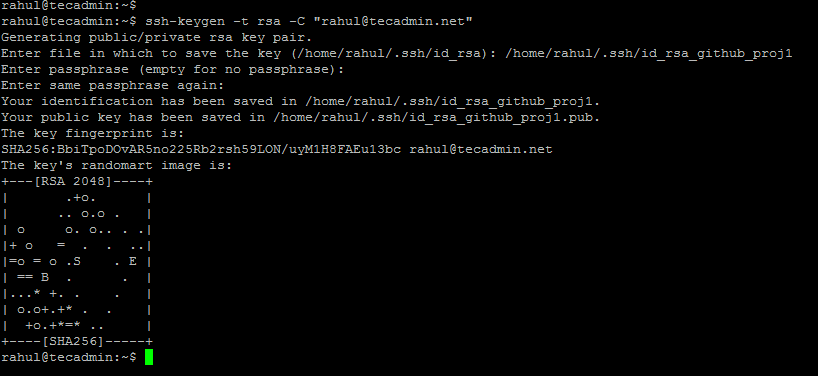 rahul@tecadmin:~$
rahul@tecadmin:~$ ssh-keygen -t rsa -C "rahul@tecadmin.net"
Generating public/private rsa key pair.
Enter file in which to save the key (/home/rahul/.ssh/id_rsa): /home/rahul/.ssh/id_rsa_github_proj1
Enter passphrase (empty for no passphrase):
Enter same passphrase again:
Your identification has been saved in /home/rahul/.ssh/id_rsa_github_proj1.
Your public key has been saved in /home/rahul/.ssh/id_rsa_github_proj1.pub.
The key fingerprint is:
SHA256:BbiTpoDOvAR5no225Rb2rsh59LON/uyM1H8FAEu13bc rahul@tecadmin.net
The key's randomart image is:
+---[RSA 2048]----+
|       .+o.      |
|      .. o.o .   |
| o     o. o.. . .|
|+ o   =  .  .  ..|
|=o = o .S    . E |
| == B  .      .  |
|...* +. .    .   |
| o.o+.+* .  .    |
|  +o.+*=* ..     |
+----[SHA256]-----+
rahul@tecadmin:~$